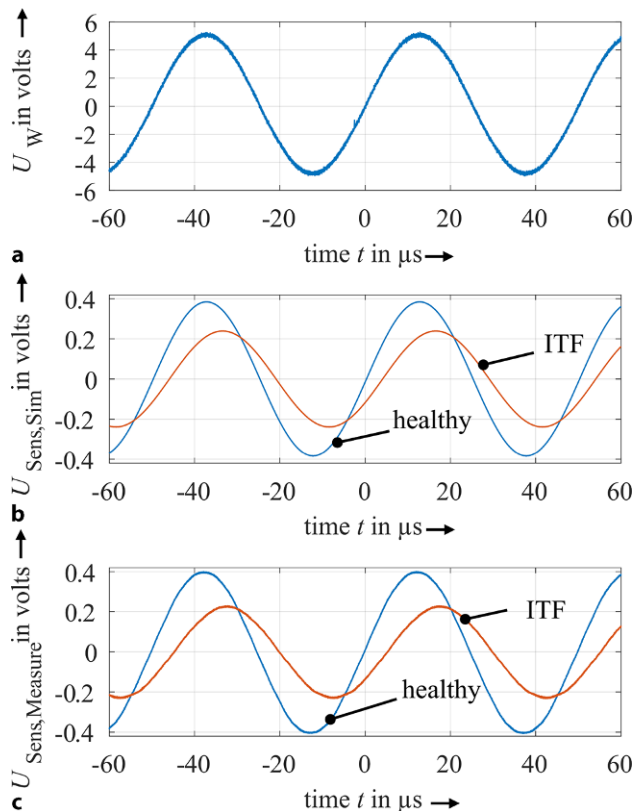 U W in volts
6
4
2
0
-2
-4
-6
-60 -40 -20 0 20 40 60
time t in µs
a
U Sens,Sim in volts
0.4
0.2
0
-0.2
-0.4
ITF
healthy
-60 -40 -20 0 20 40 60
time t in µs
b
U Sens,Measure in volts
0.4
0.2
0
-0.2
-0.4
ITF
healthy
-60 -40 -20 0 20 40 60
time t in µs
c